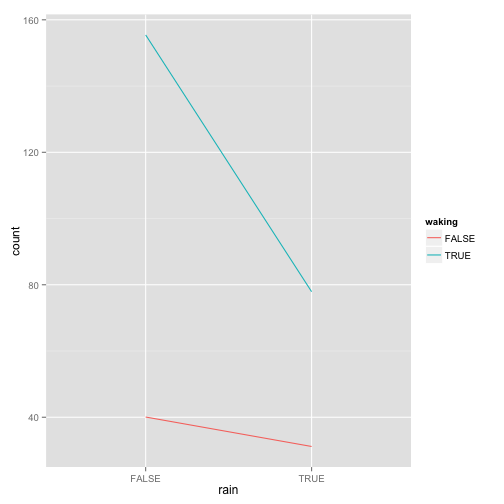 160
120
80
40
count
FALSE
TRUE
rain
waking
FALSE
TRUE